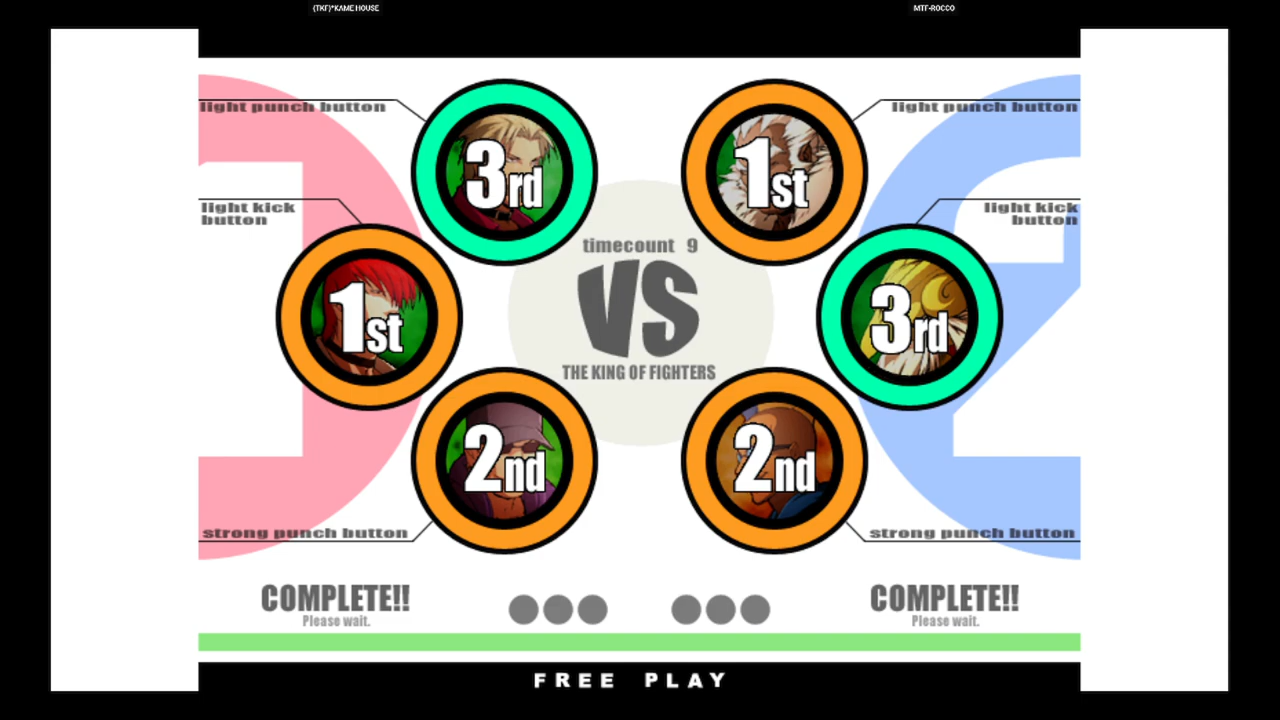 (TKF)*KAME HOUSE
MTF-ROCCO
light punch button
light punch button
3rd
1st
light kick
button
light kick
button
timecount 9
VS
THE KING OF FIGHTERS
1st
3rd
2nd
2nd
strong punch button
strong punch button
COMPLETE!!
Please wait.
COMPLETE!!
Please wait.
FREE PLAY